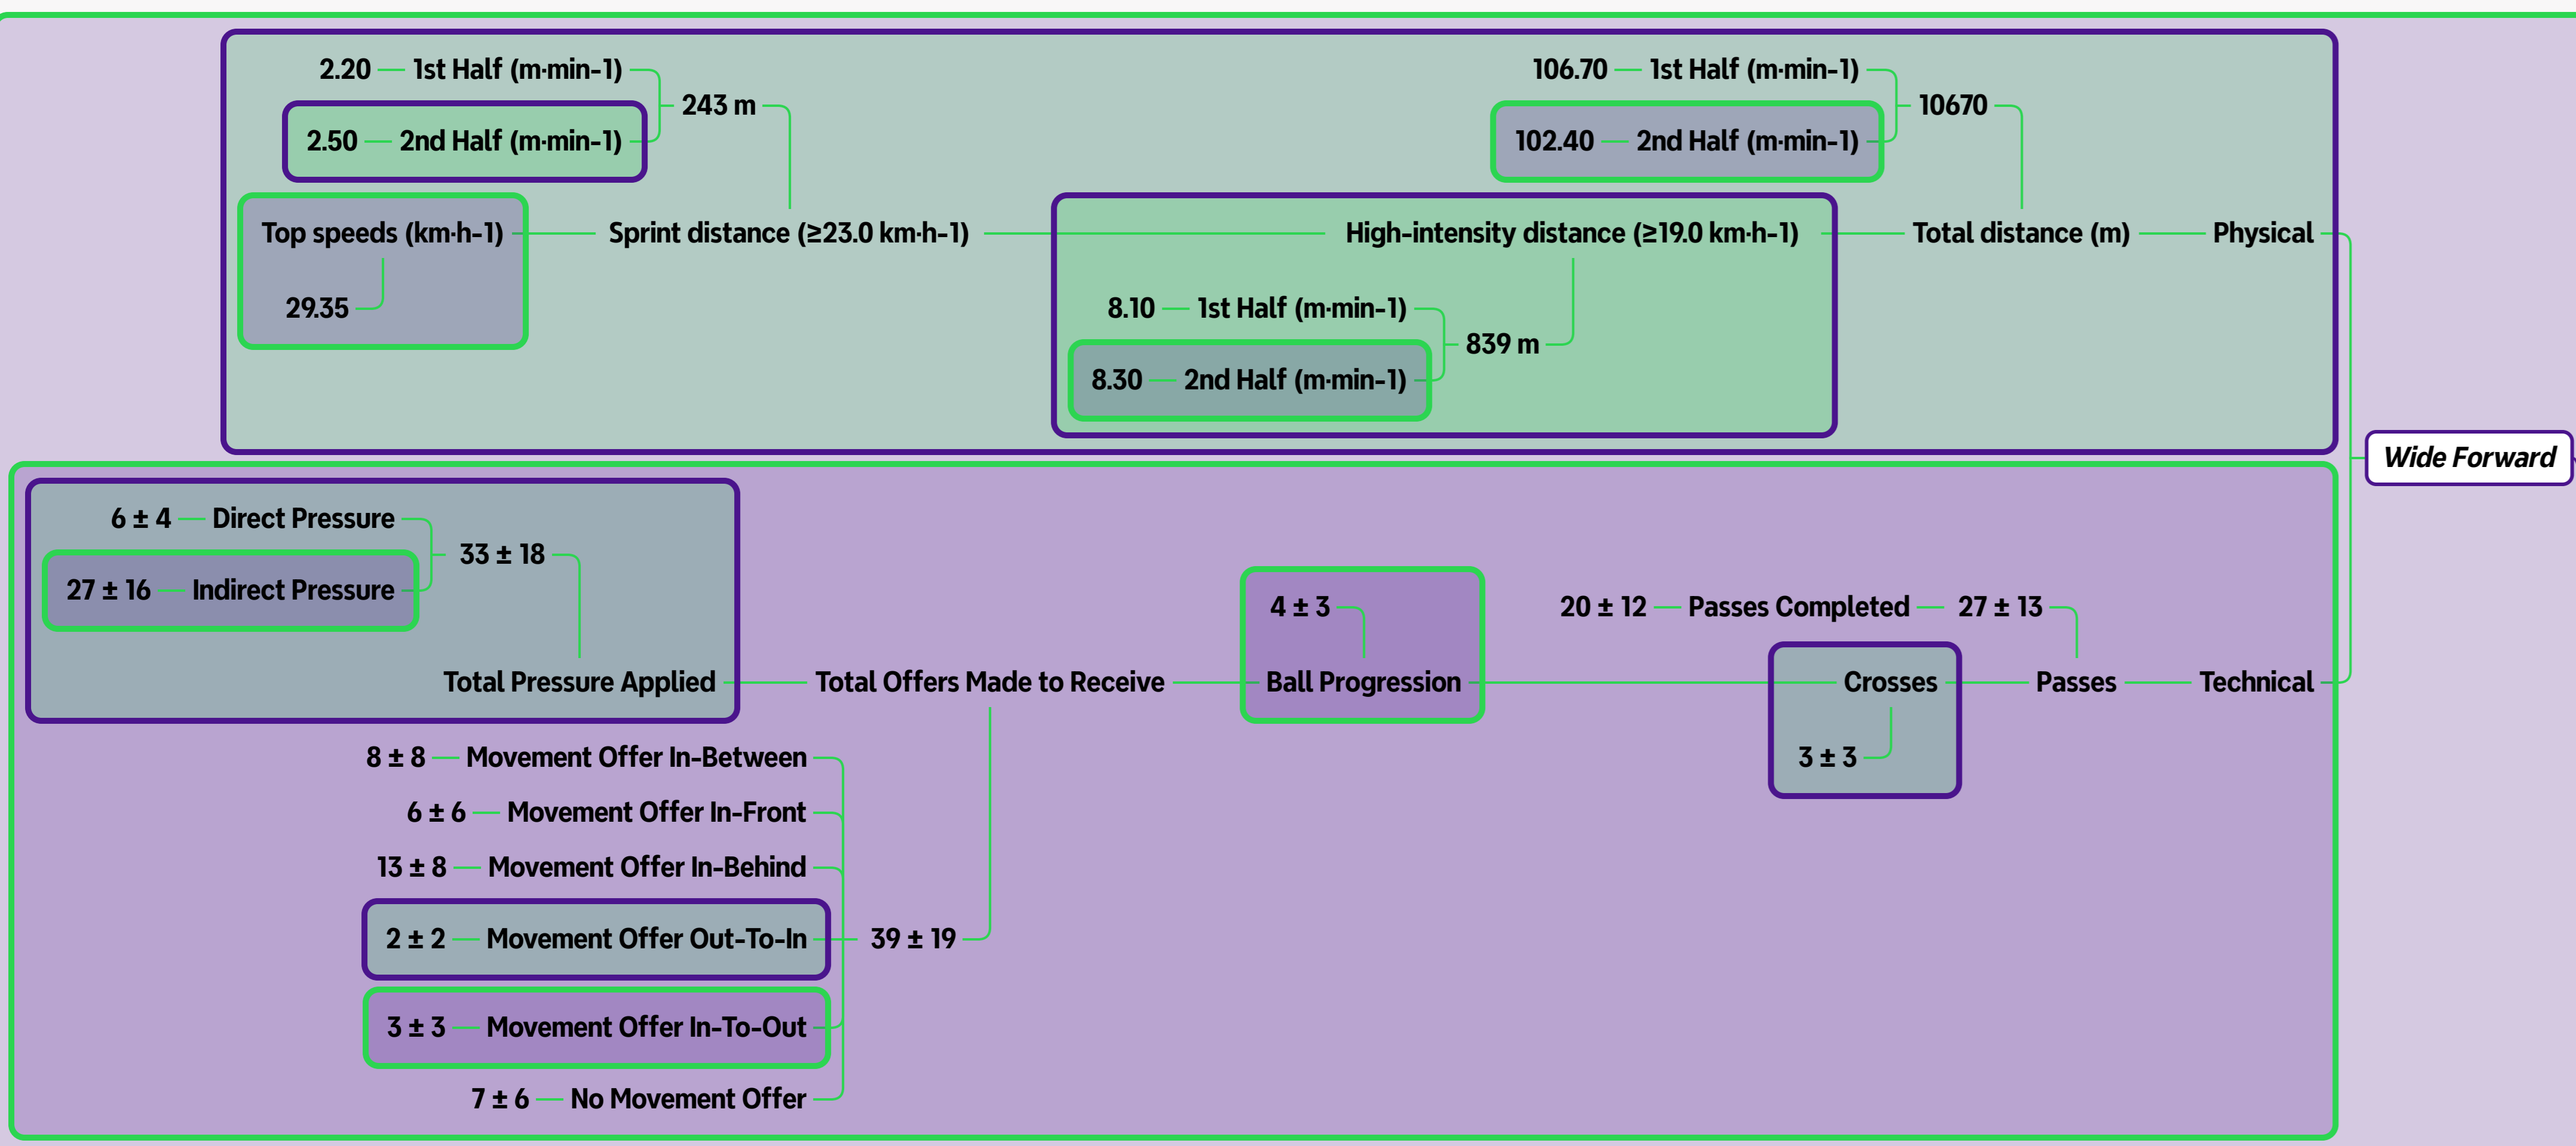 2.20 1st Half (m·min-1)
243 m
2.50 2nd Half (m·min-1)
106.70 1st Half (m·min-1)
10670
102.40 2nd Half (m·min-1)
Top speeds (km·h-1)
Sprint distance (≥23.0 km·h-1)
High-intensity distance (≥19.0 km·h-1)
Total distance (m)
Physical
29.35
8.10 1st Half (m·min-1)
839 m
8.30 2nd Half (m·min-1)
Wide Forward
6 ± 4 Direct Pressure
33 ± 18
27 ± 16 Indirect Pressure
4 ± 3
20 ± 12 Passes Completed 27 ± 13
Total Pressure Applied
Total Offers Made to Receive
Ball Progression
Crosses
Passes
Technical
3 ± 3
8 ± 8 Movement Offer In-Between
6 ± 6 Movement Offer In-Front
13 ± 8 Movement Offer In-Behind
2 ± 2 Movement Offer Out-To-In
39 ± 19
3 ± 3 Movement Offer In-To-Out
7 ± 6 No Movement Offer